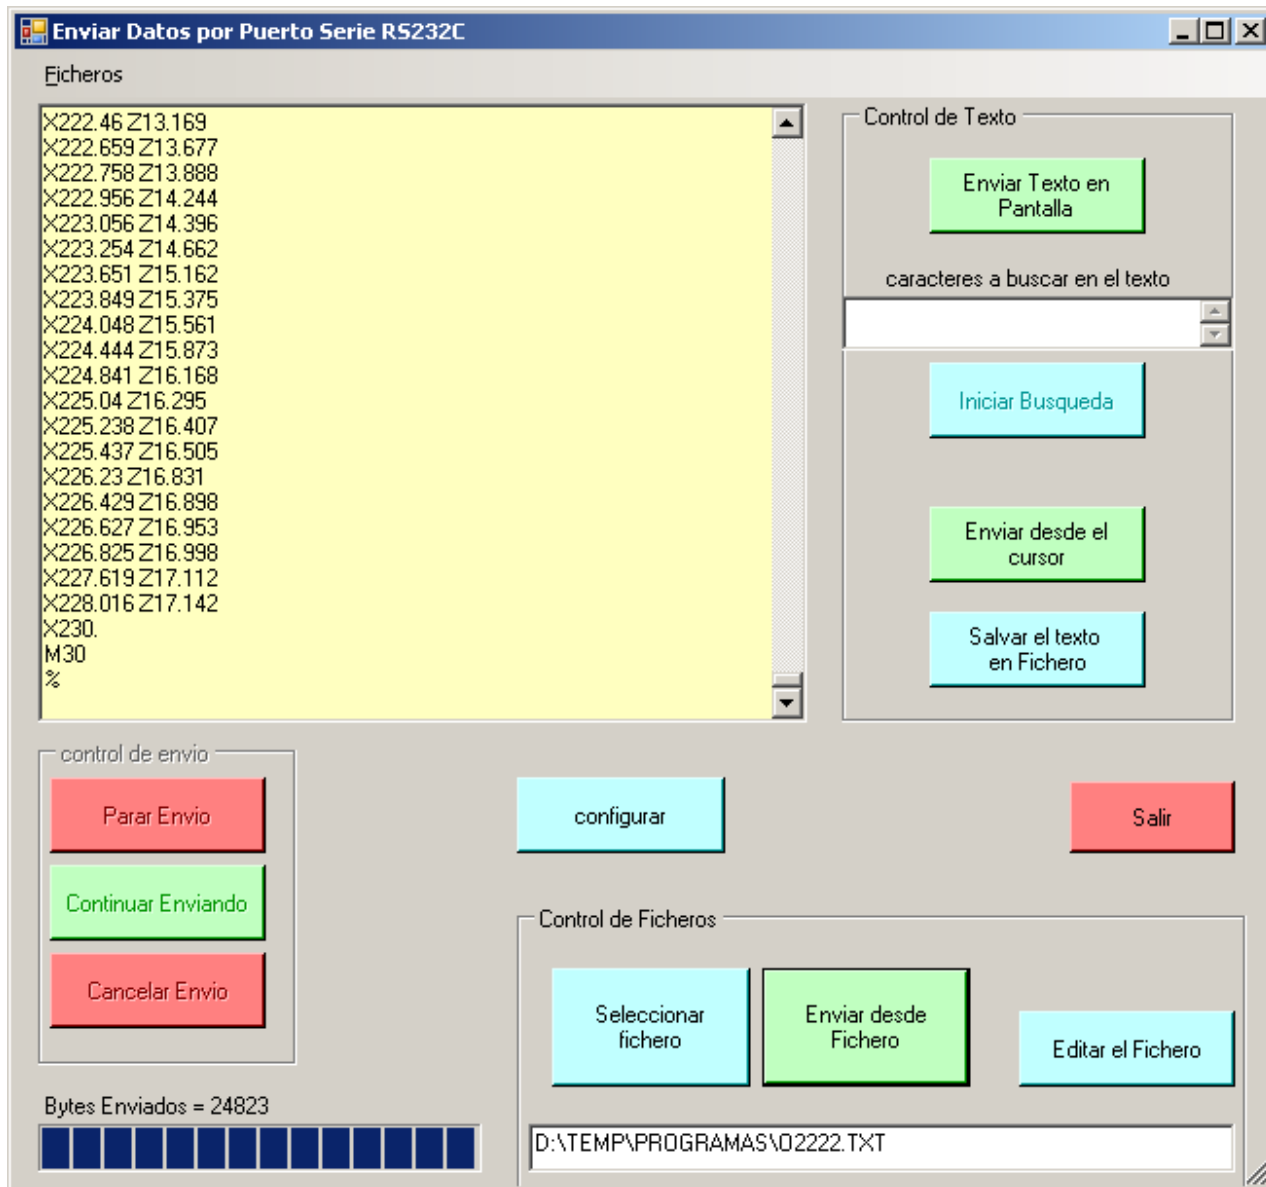 Enviar Datos por Puerto Serie RS232C
Ficheros
X222.46 Z13.169
X222.659 Z13.677
X222.758 Z13.888
X222.956 Z14.244
X223.056 Z14.396
X223.254 Z14.662
X223.651 Z15.162
X223.849 Z15.375
X224.048 Z15.561
X224.444 Z15.873
X224.841 Z16.168
X225.04 Z16.295
X225.238 Z16.407
X225.437 Z16.505
X226.23 Z16.831
X226.429 Z16.898
X226.627 Z16.953
X226.825 Z16.998
X227.619 Z17.112
X228.016 Z17.142
X230.
M30
%
Control de Texto
Enviar Texto en
Pantalla
caracteres a buscar en el texto
Iniciar Busqueda
Enviar desde el
cursor
Salvar el texto
en Fichero
control de envio
Parar Envio
Continuar Enviando
Cancelar Envio
configurar
Salir
Control de Ficheros
Seleccionar
fichero
Enviar desde
Fichero
Editar el Fichero
Bytes Enviados = 24823
D:\TEMP\PROGRAMAS\O2222.TXT